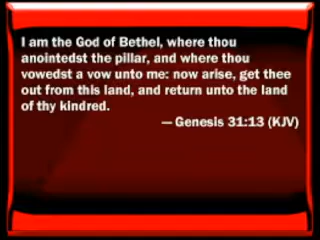 I am the God of Bethel, where thou
anointedst the pillar, and where thou
vowedst a vow unto me: now arise, get thee
out from this land, and return unto the land
of thy kindred.
— Genesis 31:13 (KJV)